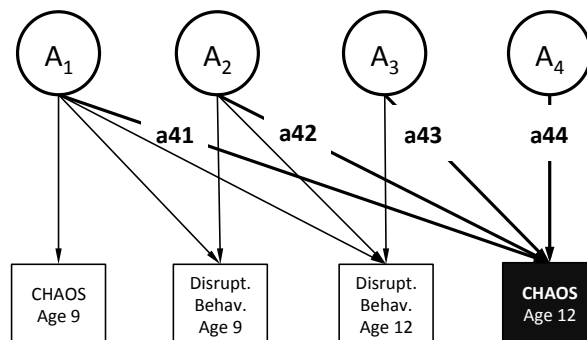 A1 A2 A3 A4
a41 a42 a43 a44
CHAOS
Age 9
Disrupt.
Behav.
Age 9
Disrupt.
Behav.
Age 12
CHAOS
Age 12